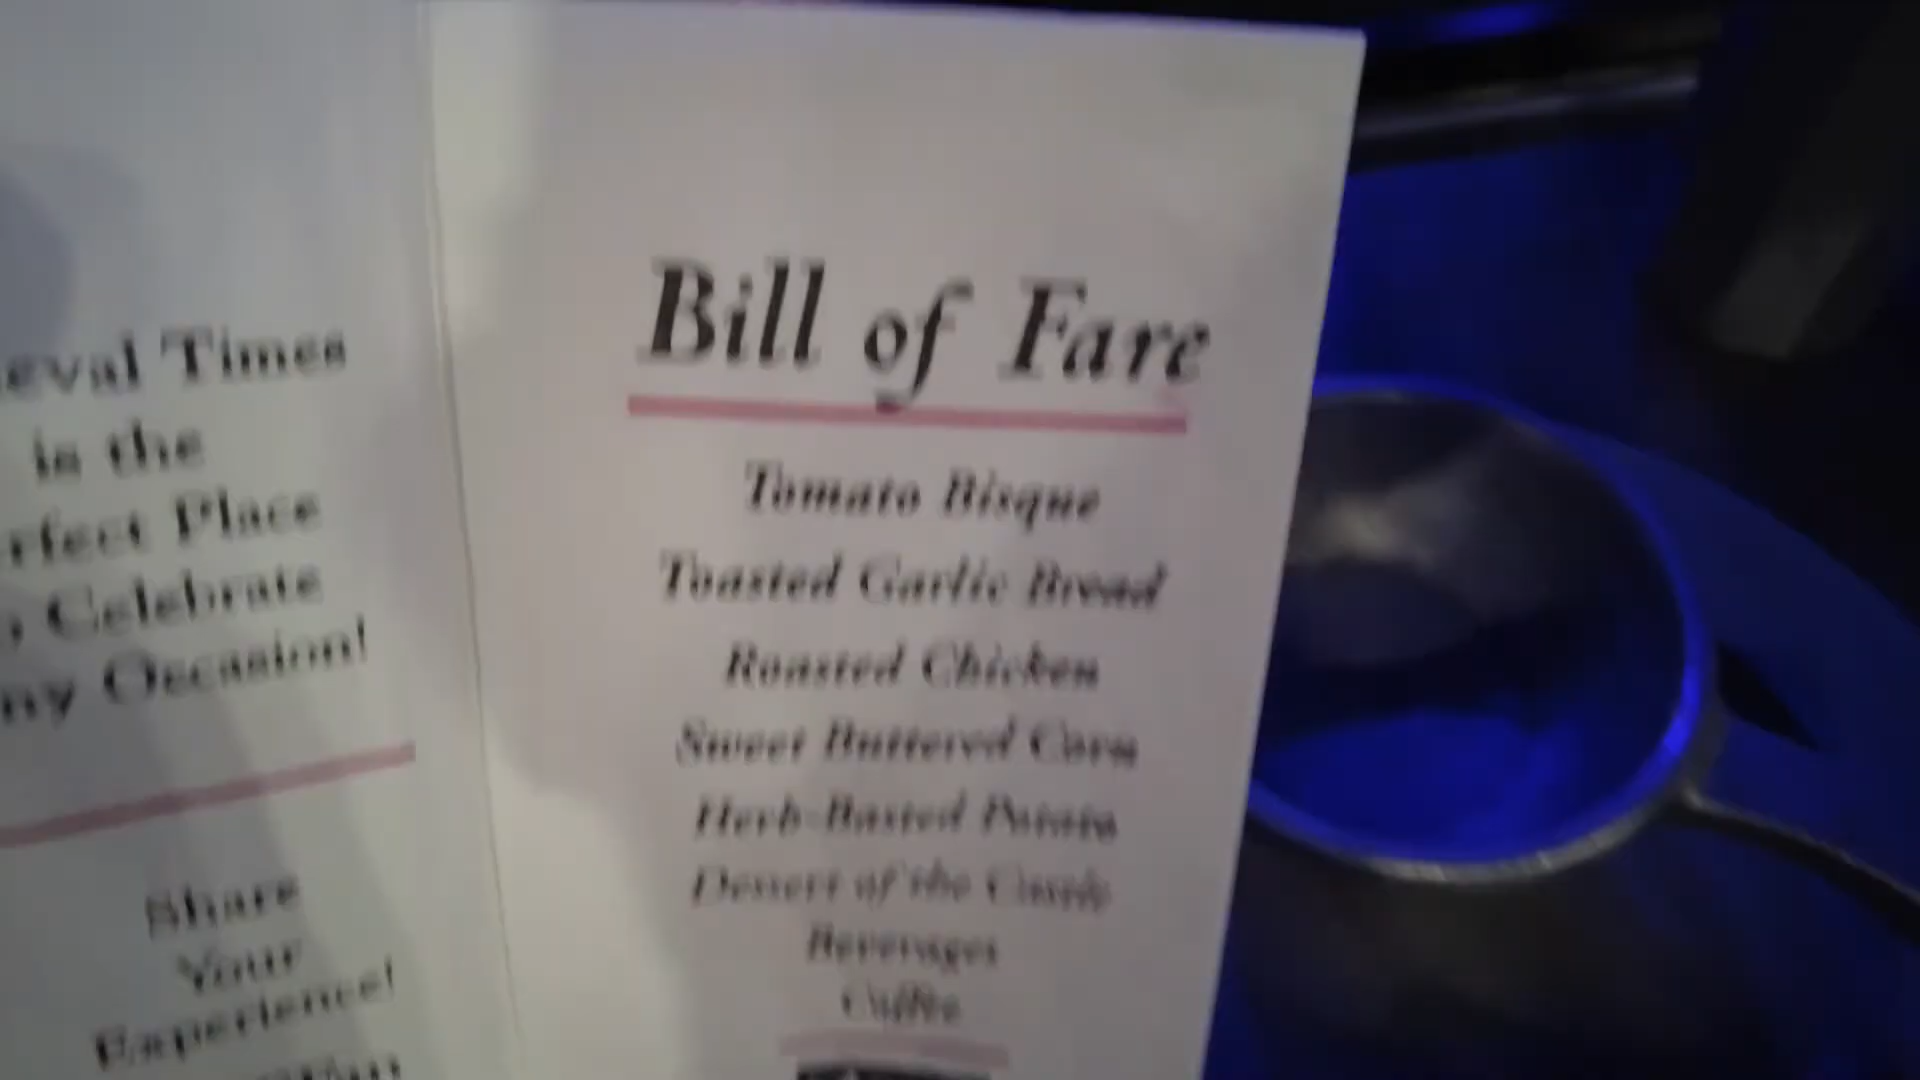 eval Times
is the
rfect Place
o Celebrate
ny Occasion!
Share
Your
Experience!
Bill of Fare
Tomato Bisque
Toasted Garlic Bread
Roasted Chicken
Sweet Buttered Corn
Herb-Basted Potato
Dessert of the Castle
Beverages
Coffee